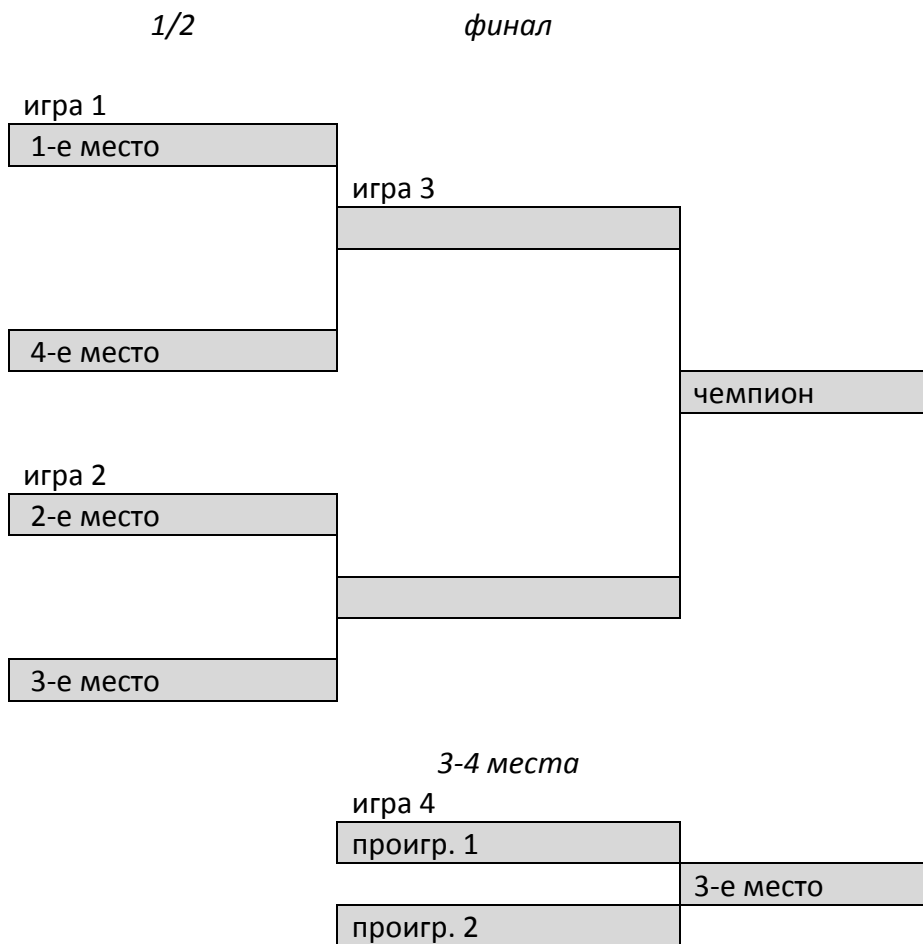 1/2
финал
игра 1
1-е место
игра 3
4-е место
чемпион
игра 2
2-е место
3-е место
3-4 места
игра 4
проигр. 1
3-е место
проигр. 2